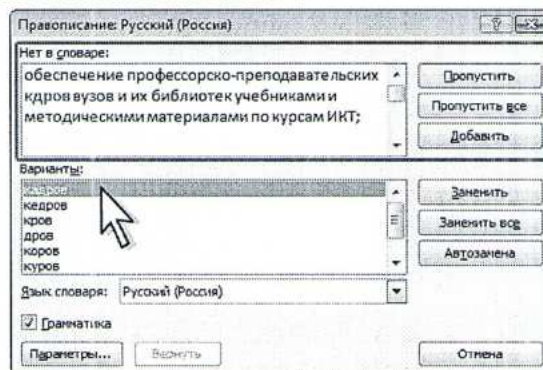 Правописание: Русский (Россия)
Нет в словаре:
обеспечение профессорско-преподавательских
кдров вузов и их библиотек учебниками и
методическими материалами по курсам ИКТ;
Пропустить
Пропустить все
Добавить
Варианты:
кадров
кедров
кров
дров
коров
куров
Заменить
Заменить все
Автозамена
Язык словаря: Русский (Россия)
Грамматика
Параметры...
Вернуть
Отмена